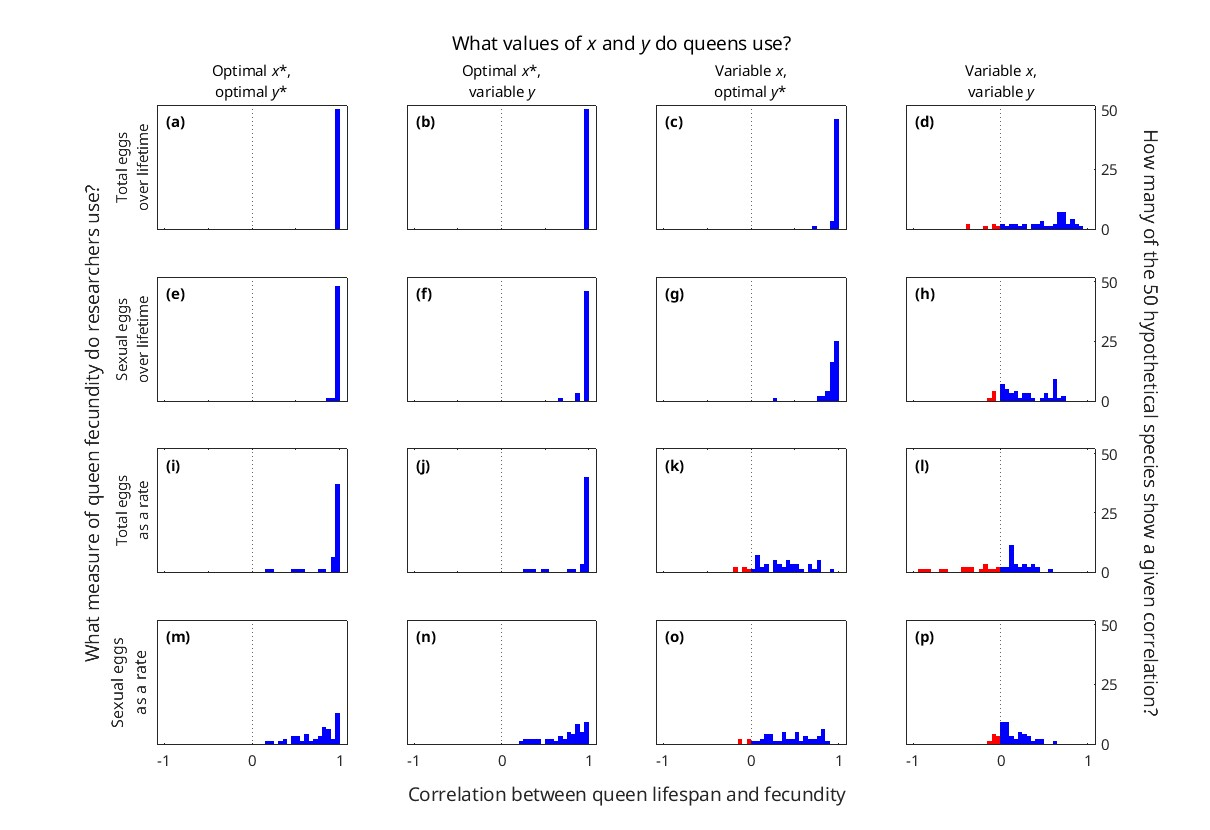 What values of x and y do queens use?
Optimal x*,
optimal y*
Optimal x*,
variable y
Variable x,
optimal y*
Variable x,
variable y
What measure of queen fecundity do researchers use?
How many of the 50 hypothetical species show a given correlation?
Total eggs
over lifetime
(a)
(b)
(c)
(d)
50
25
0
Sexual eggs
over lifetime
(e)
(f)
(g)
(h)
50
25
0
Total eggs
as a rate
(i)
(j)
(k)
(l)
50
25
0
Sexual eggs
as a rate
(m)
(n)
(o)
(p)
50
25
0
-1 0 1
-1 0 1
-1 0 1
-1 0 1
Correlation between queen lifespan and fecundity